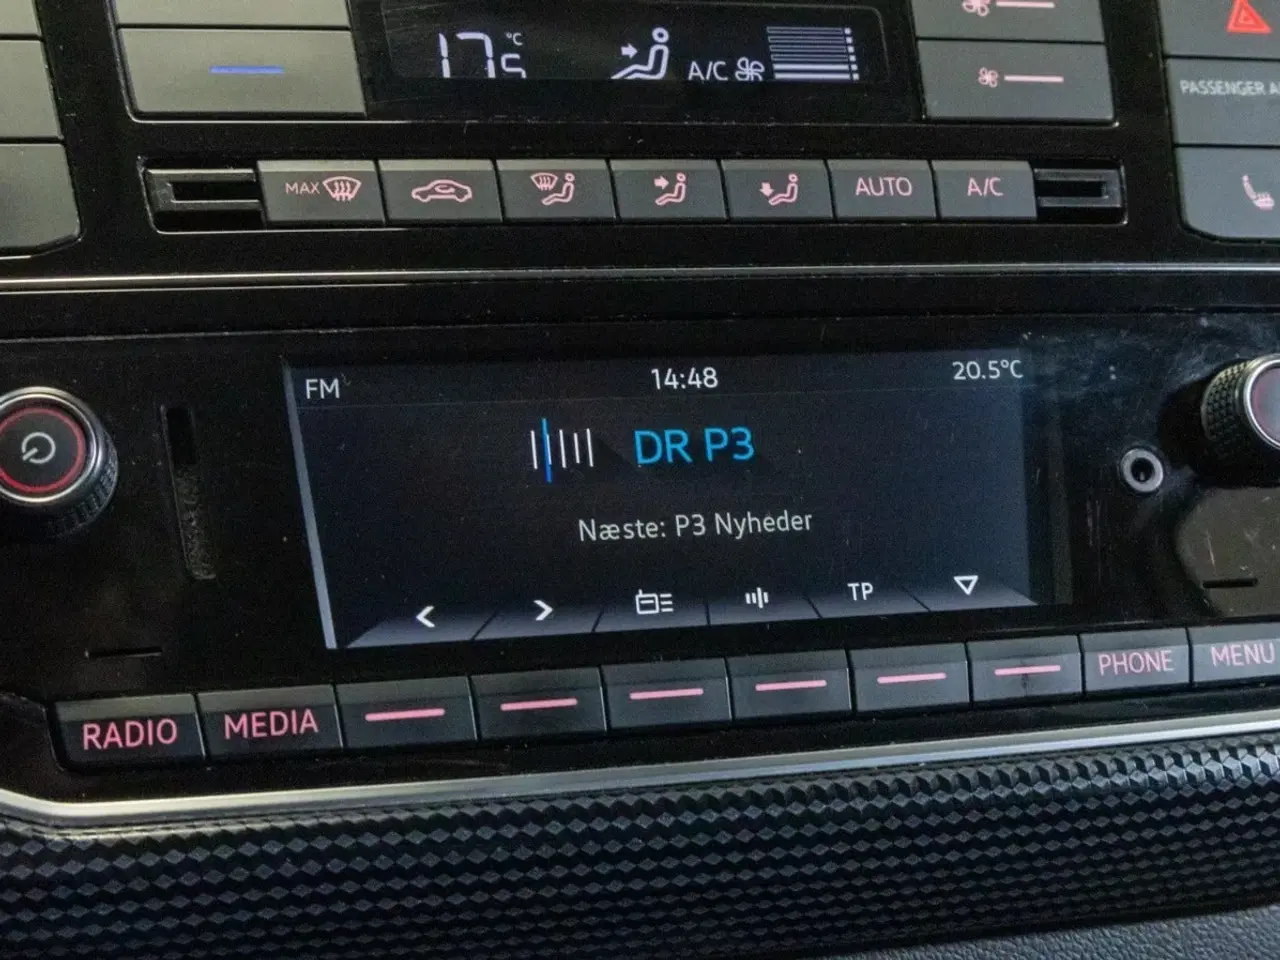 17.5 °C
A/C
PASSENGER
MAX
AUTO
A/C
FM
14:48
20.5°C
DR P3
Næste: P3 Nyheder
TP
RADIO
MEDIA
PHONE
MENU